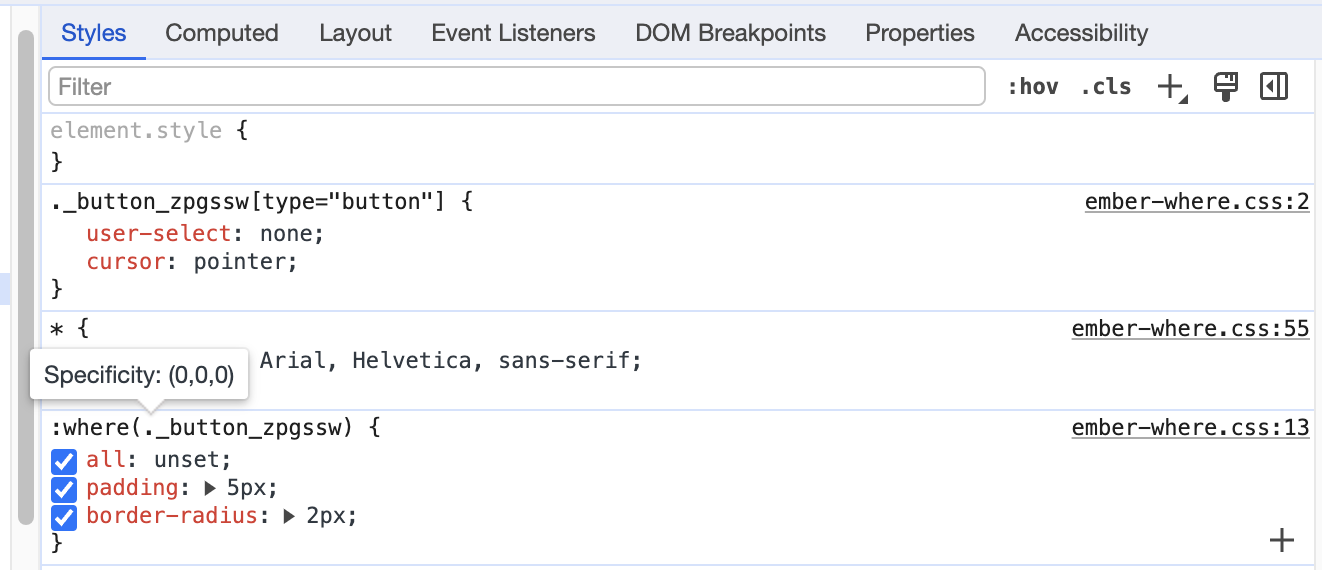 Styles Computed Layout Event Listeners DOM Breakpoints Properties Accessibility
Filter :hov .cls
element.style {
}
._button_zpgssw[type="button"] { ember-where.css:2
user-select: none;
cursor: pointer;
}
* { ember-where.css:55
Arial, Helvetica, sans-serif;
Specificity: (0,0,0)
:where(._button_zpgssw) { ember-where.css:13
all: unset;
padding: 5px;
border-radius: 2px;
}